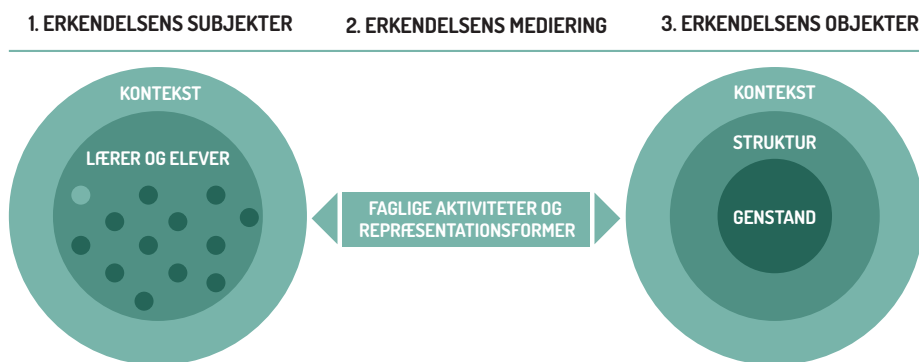 1. ERKENDELSENS SUBJEKTER
2. ERKENDELSENS MEDIERING
3. ERKENDELSENS OBJEKTER
KONTEKST
LÆRER OG ELEVER
FAGLIGE AKTIVITETER OG
REPRÆSENTATIONSFORMER
KONTEKST
STRUKTUR
GENSTAND